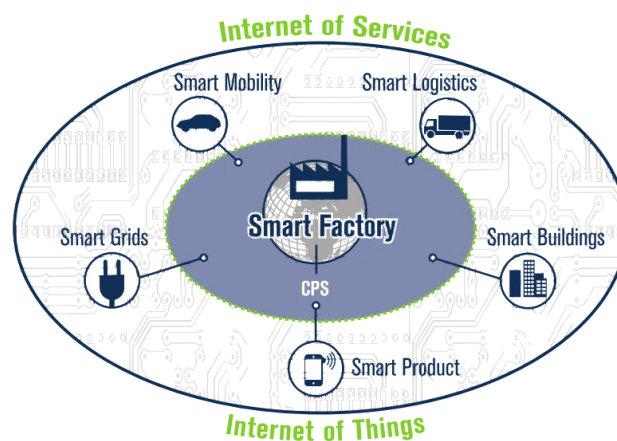 Internet of Services
Smart Mobility
Smart Logistics
Smart Factory
Smart Grids
Smart Buildings
CPS
Smart Product
Internet of Things